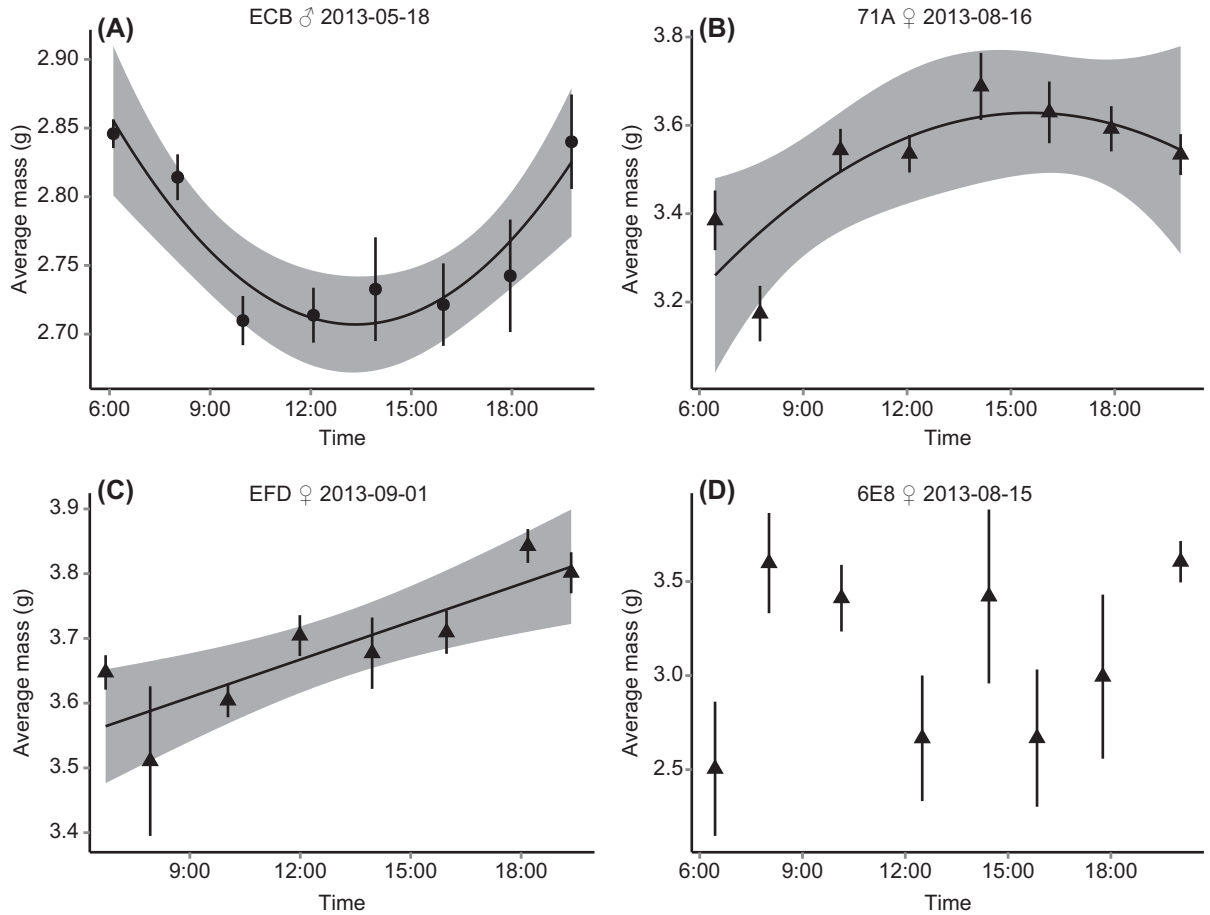 (A) ECB ♂ 2013-05-18
2.90
2.85
2.80
2.75
2.70
Average mass (g)
6:00 9:00 12:00 15:00 18:00
Time
(B) 71A ♀ 2013-08-16
3.8
3.6
3.4
3.2
Average mass (g)
6:00 9:00 12:00 15:00 18:00
Time
(C) EFD ♀ 2013-09-01
3.9
3.8
3.7
3.6
3.5
3.4
Average mass (g)
9:00 12:00 15:00 18:00
Time
(D) 6E8 ♀ 2013-08-15
3.5
3.0
2.5
Average mass (g)
6:00 9:00 12:00 15:00 18:00
Time